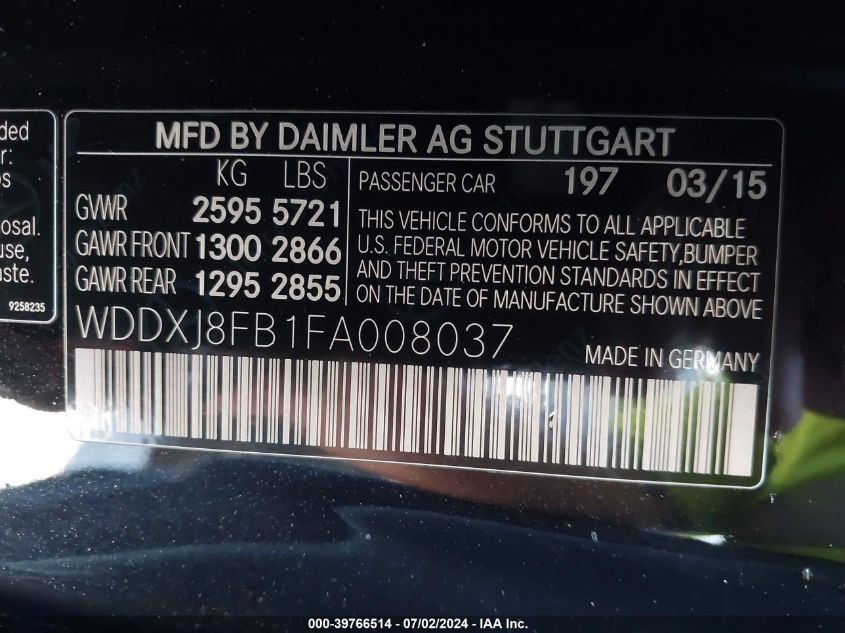 ded
r:
os
osal.
use,
aste.
9258235
MFD BY DAIMLER AG STUTTGART
KG LBS
GVWR 2595 5721
GAWR FRONT 1300 2866
GAWR REAR 1295 2855
PASSENGER CAR 197 03/15
THIS VEHICLE CONFORMS TO ALL APPLICABLE
U.S. FEDERAL MOTOR VEHICLE SAFETY,BUMPER
AND THEFT PREVENTION STANDARDS IN EFFECT
ON THE DATE OF MANUFACTURE SHOWN ABOVE
WDDXJ8FB1FA008037
MADE IN GERMANY
000-39766514 - 07/02/2024 - IAA Inc.